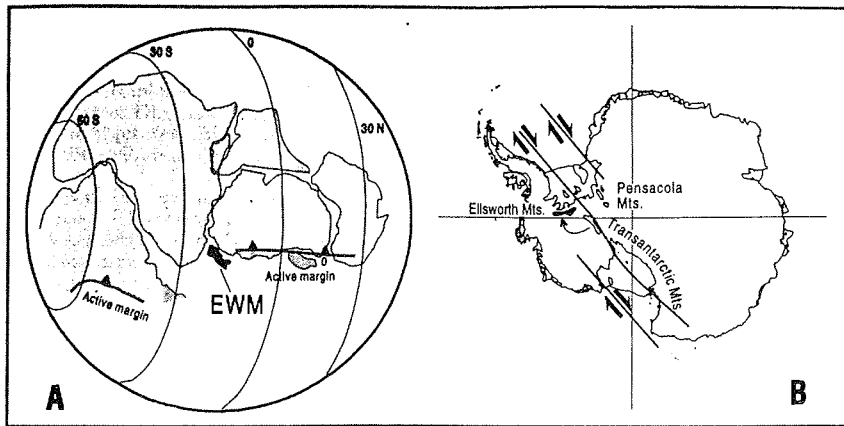 30 S
0
60 S
30 N
Active margin
0
Active margin
EWM
A
Ellsworth Mts.
Pensacola
Mts.
Transantarctic Mts
B